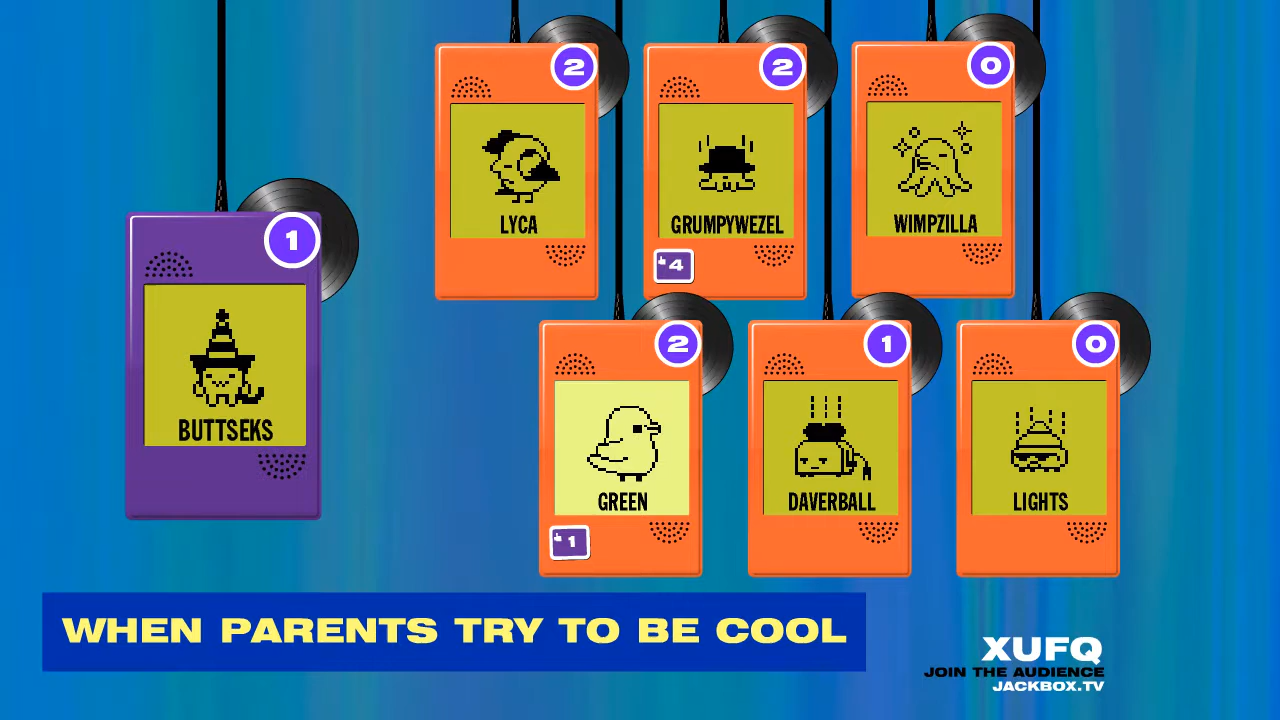 1
BUTTSEKS
2
LYCA
2
GRUMPYWEZEL
4
0
WIMPZILLA
2
GREEN
1
1
DAVERBALL
0
LIGHTS
WHEN PARENTS TRY TO BE COOL
XUFQ
JOIN THE AUDIENCE
JACKBOX.TV